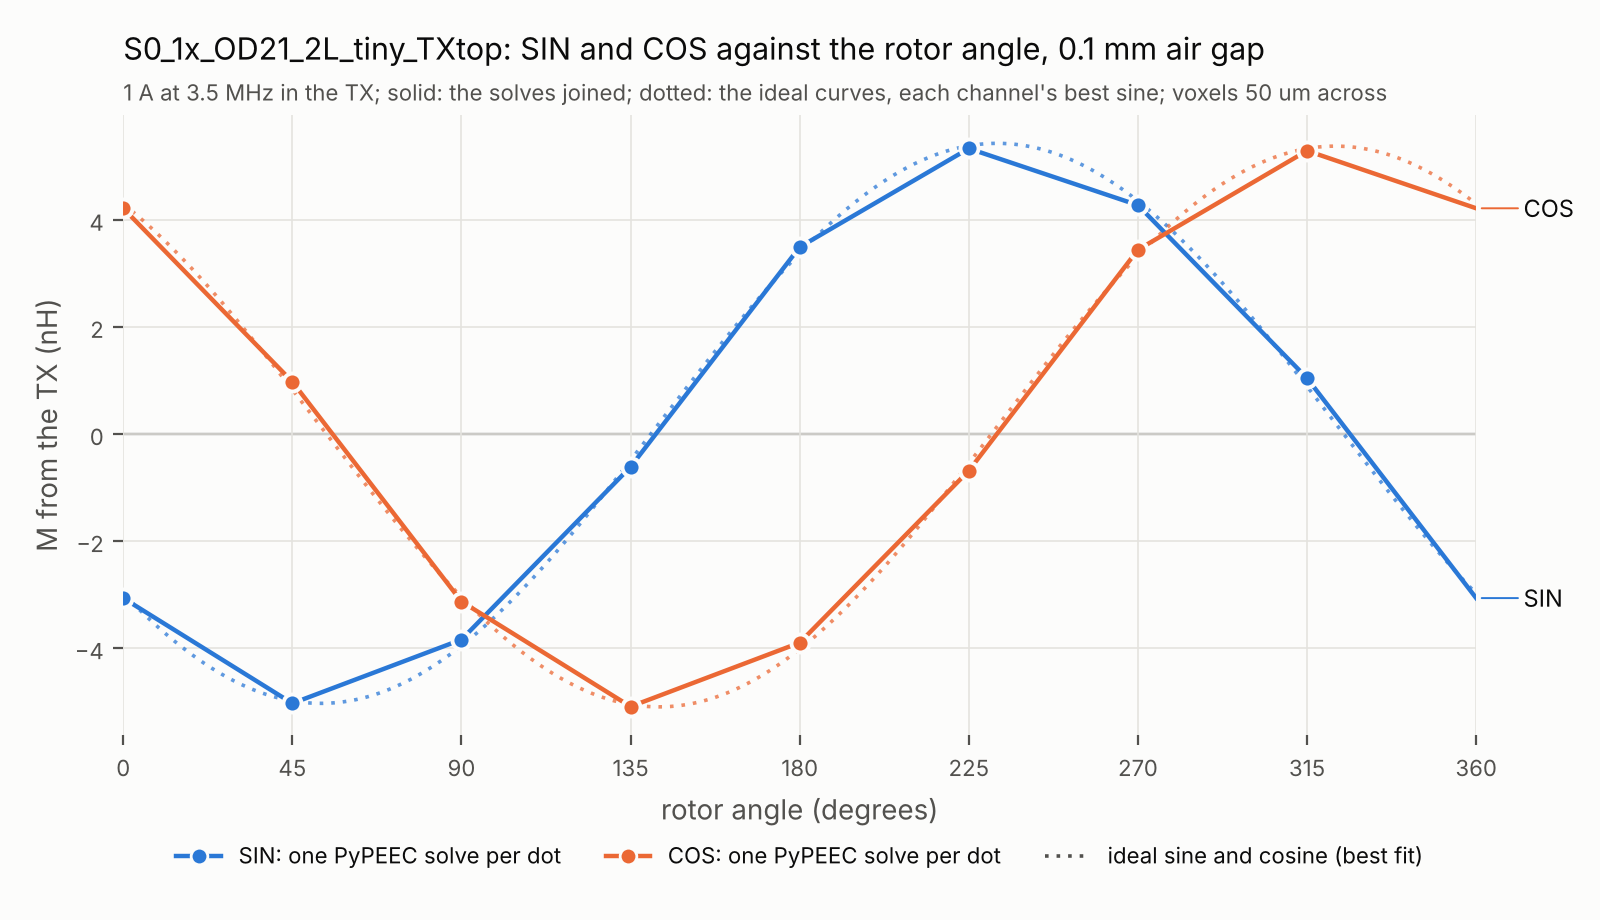 S0_1x_OD21_2L_tiny_TXtop: SIN and COS against the rotor angle, 0.1 mm air gap
1 A at 3.5 MHz in the TX; solid: the solves joined; dotted: the ideal curves, each channel's best sine; voxels 50 um across
M from the TX (nH)
4
2
0
−2
−4
COS
SIN
0 45 90 135 180 225 270 315 360
rotor angle (degrees)
SIN: one PyPEEC solve per dot COS: one PyPEEC solve per dot ideal sine and cosine (best fit)